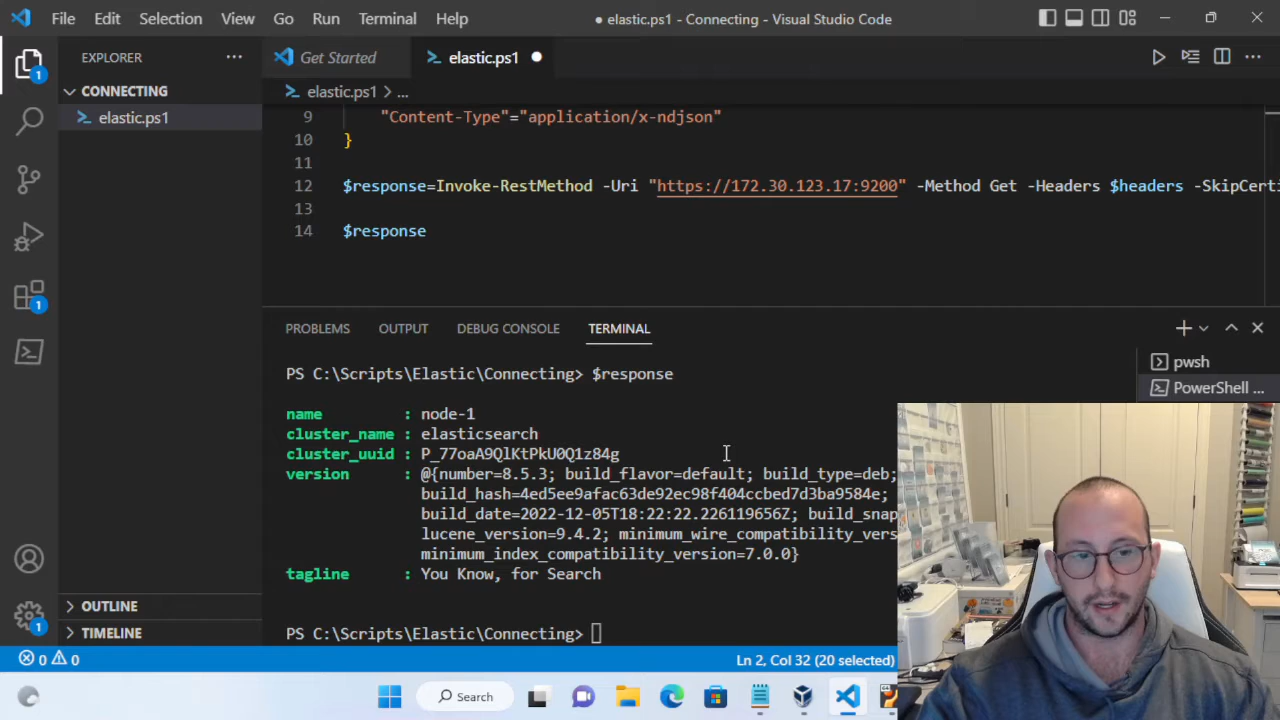 File Edit Selection View Go Run Terminal Help
● elastic.ps1 - Connecting - Visual Studio Code
EXPLORER
Get Started
elastic.ps1
CONNECTING
elastic.ps1
elastic.ps1 > ...
9 "Content-Type"="application/x-ndjson"
10 }
11
12 $response=Invoke-RestMethod -Uri "https://172.30.123.17:9200" -Method Get -Headers $headers -SkipCerti
13
14 $response
PROBLEMS OUTPUT DEBUG CONSOLE TERMINAL
pwsh
PowerShell ...
PS C:\Scripts\Elastic\Connecting> $response
name : node-1
cluster_name : elasticsearch
cluster_uuid : P_77oaA9QlKtPkU0Q1z84g
version : @{number=8.5.3; build_flavor=default; build_type=deb;
build_hash=4ed5ee9afac63de92ec98f404ccbed7d3ba9584e;
build_date=2022-12-05T18:22:22.226119656Z; build_snap
lucene_version=9.4.2; minimum_wire_compatibility_vers
minimum_index_compatibility_version=7.0.0}
tagline : You Know, for Search
PS C:\Scripts\Elastic\Connecting>
OUTLINE
TIMELINE
1
1
1
0 0
Ln 2, Col 32 (20 selected)
Search